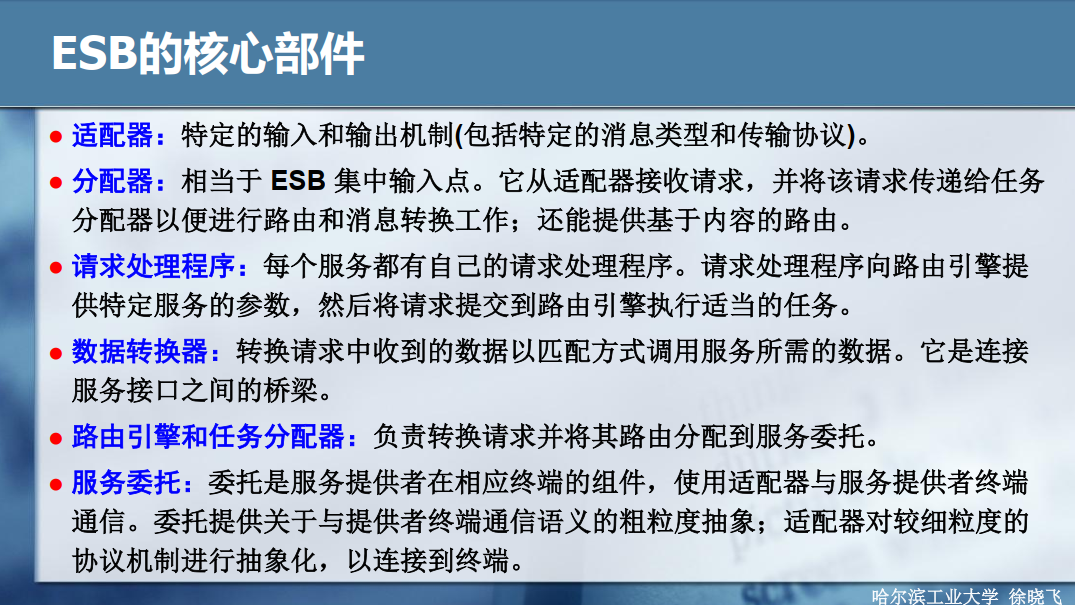 ESB的核心部件
适配器：特定的输入和输出机制(包括特定的消息类型和传输协议)。
分配器：相当于 ESB 集中输入点。它从适配器接收请求，并将该请求传递给任务
分配器以便进行路由和消息转换工作；还能提供基于内容的路由。
请求处理程序：每个服务都有自己的请求处理程序。请求处理程序向路由引擎提
供特定服务的参数，然后将请求提交到路由引擎执行适当的任务。
数据转换器：转换请求中收到的数据以匹配方式调用服务所需的数据。它是连接
服务接口之间的桥梁。
路由引擎和任务分配器：负责转换请求并将其路由分配到服务委托。
服务委托：委托是服务提供者在相应终端的组件，使用适配器与服务提供者终端
通信。委托提供关于与提供者终端通信语义的粗粒度抽象；适配器对较细粒度的
协议机制进行抽象化，以连接到终端。
screen
哈尔滨工业大学 徐晓飞